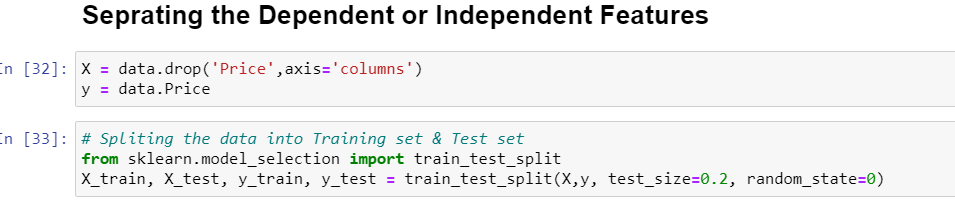 Seprating the Dependent or Independent Features
In [32]: X = data.drop('Price',axis='columns')
y = data.Price
In [33]: # Spliting the data into Training set & Test set
from sklearn.model_selection import train_test_split
X_train, X_test, y_train, y_test = train_test_split(X,y, test_size=0.2, random_state=0)